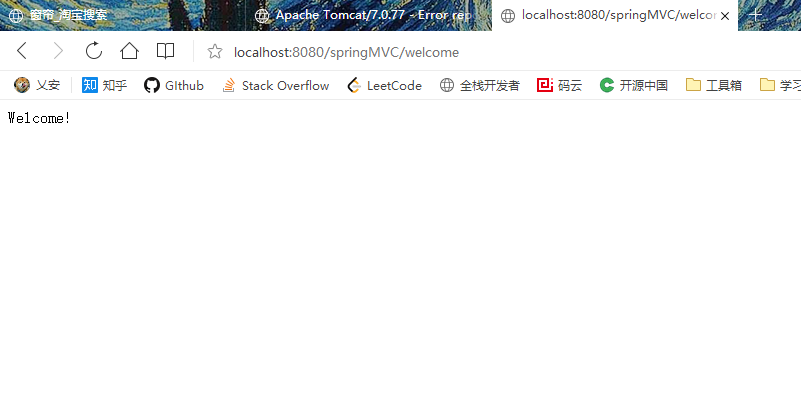 窗帘_淘宝搜索 Apache Tomcat/7.0.77 - Error rep localhost:8080/springMVC/welcor
localhost:8080/springMVC/welcome
乂安 知乎 GIthub Stack Overflow LeetCode 全栈开发者 码云 开源中国 工具箱 学习
Welcome!